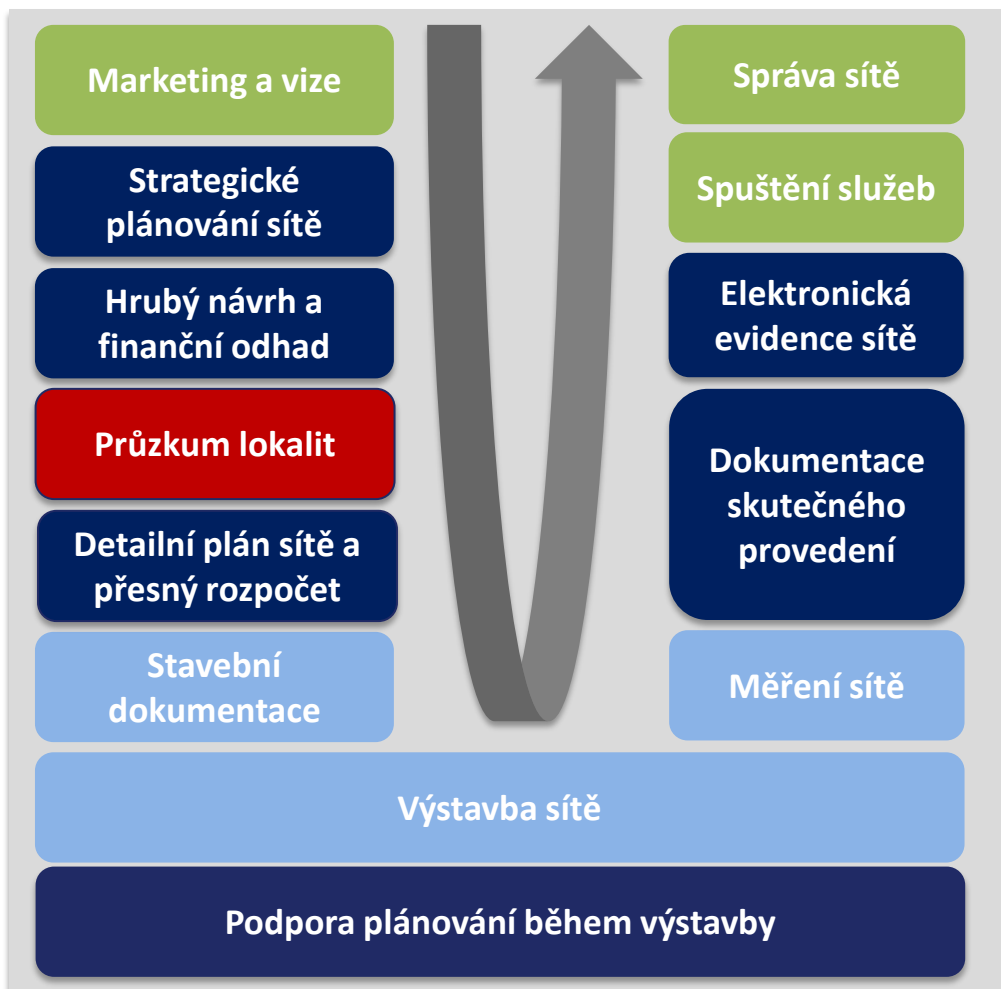 Marketing a vize
Strategické
plánování sítě
Hrubý návrh a
finanční odhad
Průzkum lokalit
Detailní plán sítě a
přesný rozpočet
Stavební
dokumentace
Správa sítě
Spuštění služeb
Elektronická
evidence sítě
Dokumentace
skutečného
provedení
Měření sítě
Výstavba sítě
Podpora plánování během výstavby